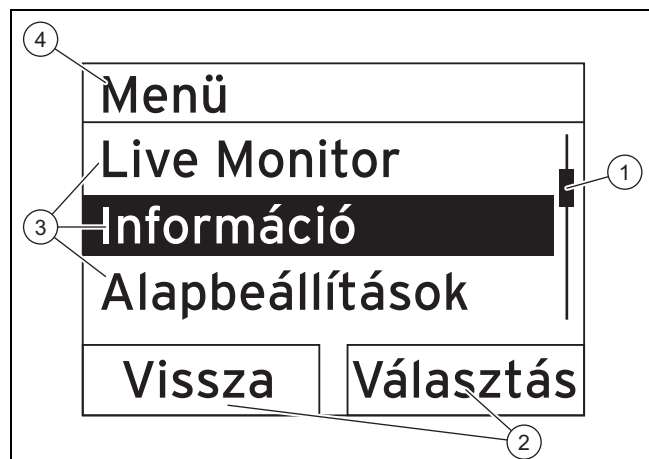 4
Menü
Live Monitor
1
3
Információ
Alapbeállítások
Vissza
Választás
2